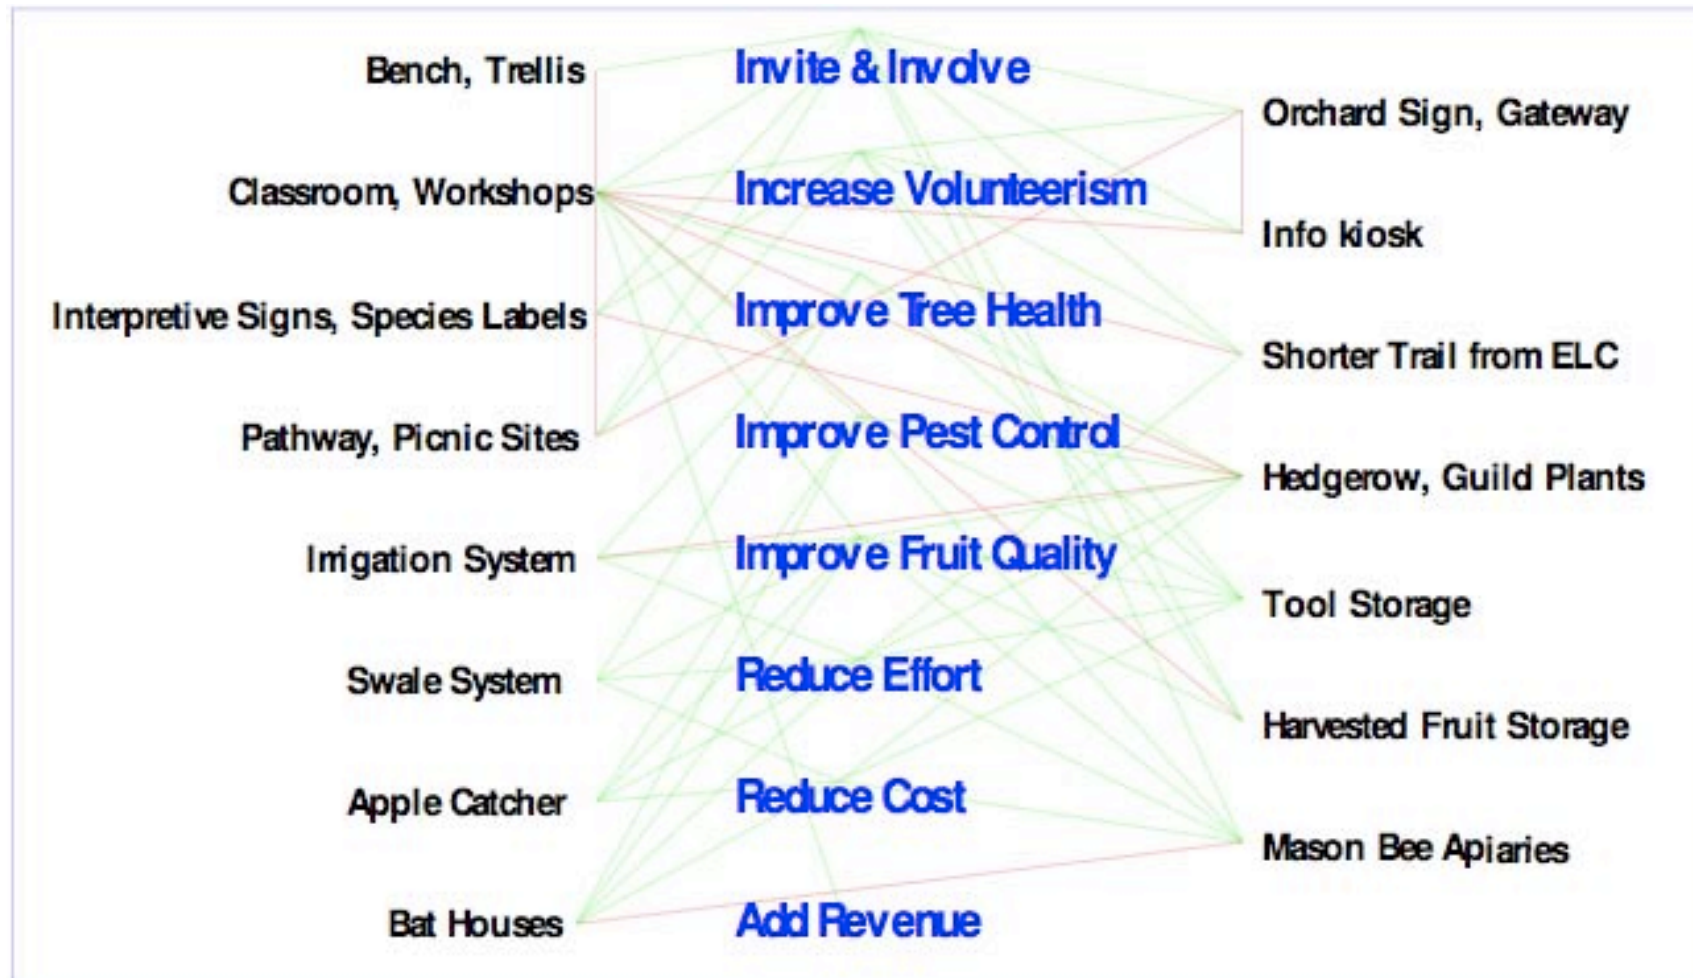 Bench, Trellis
Classroom, Workshops
Interpretive Signs, Species Labels
Pathway, Picnic Sites
Irrigation System
Swale System
Apple Catcher
Bat Houses
Invite & Involve
Increase Volunteerism
Improve Tree Health
Improve Pest Control
Improve Fruit Quality
Reduce Effort
Reduce Cost
Add Revenue
Orchard Sign, Gateway
Info kiosk
Shorter Trail from ELC
Hedgerow, Guild Plants
Tool Storage
Harvested Fruit Storage
Mason Bee Apiaries